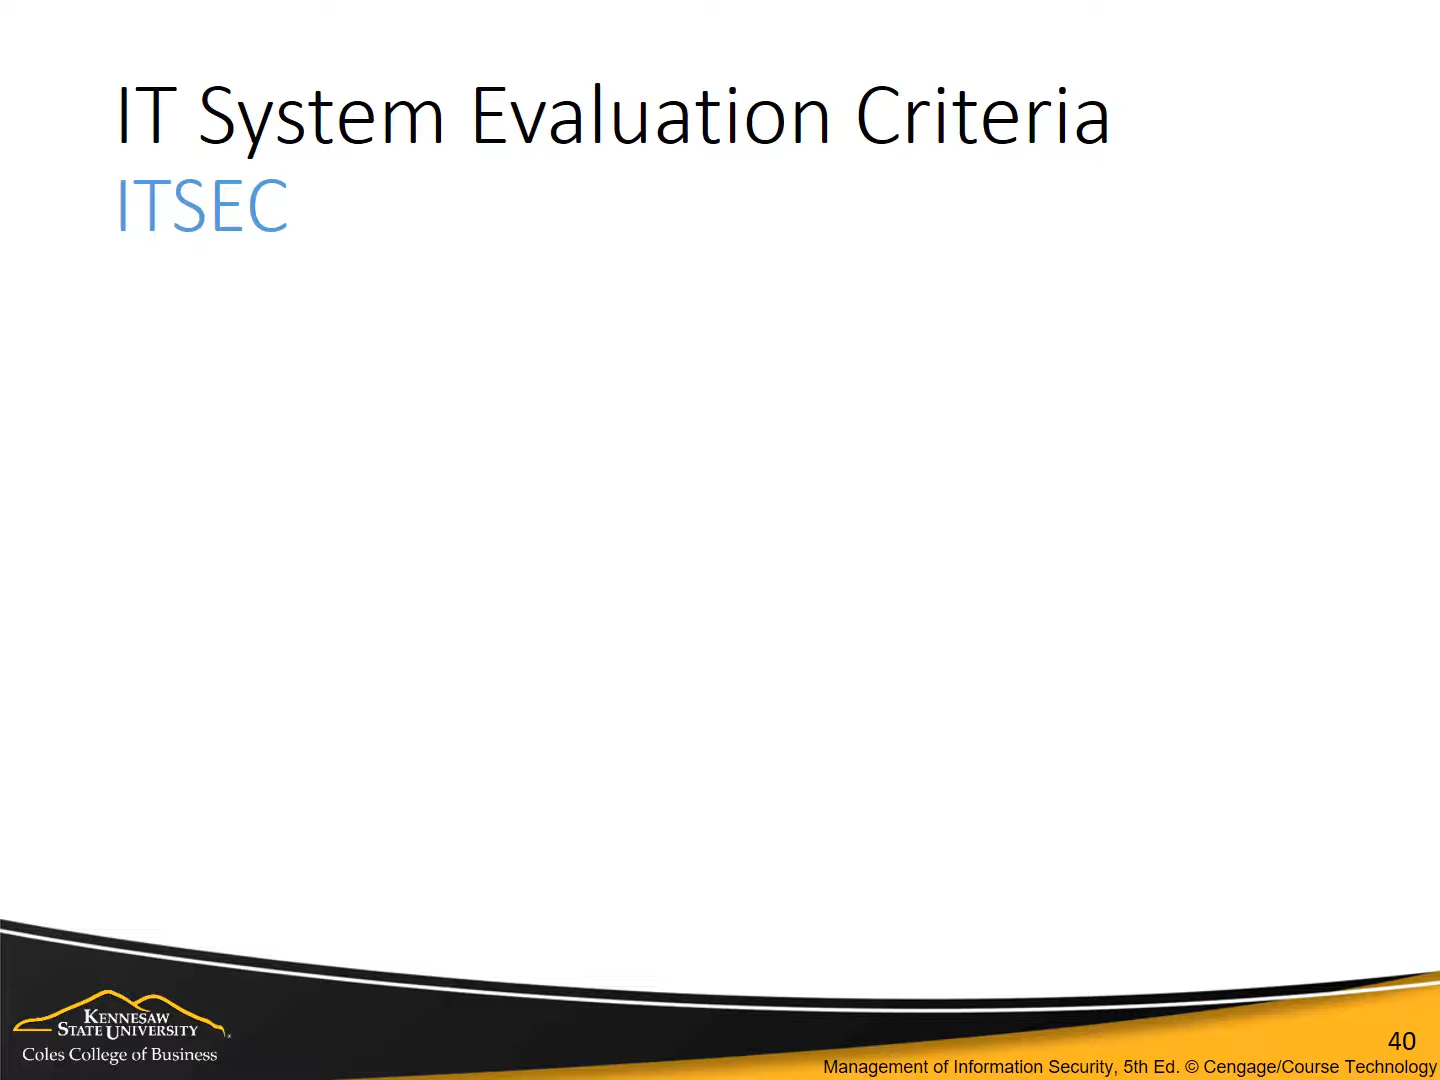 IT System Evaluation Criteria
ITSEC
KENNESAW
STATE UNIVERSITY
Coles College of Business
40
Management of Information Security, 5th Ed. © Cengage/Course Technology